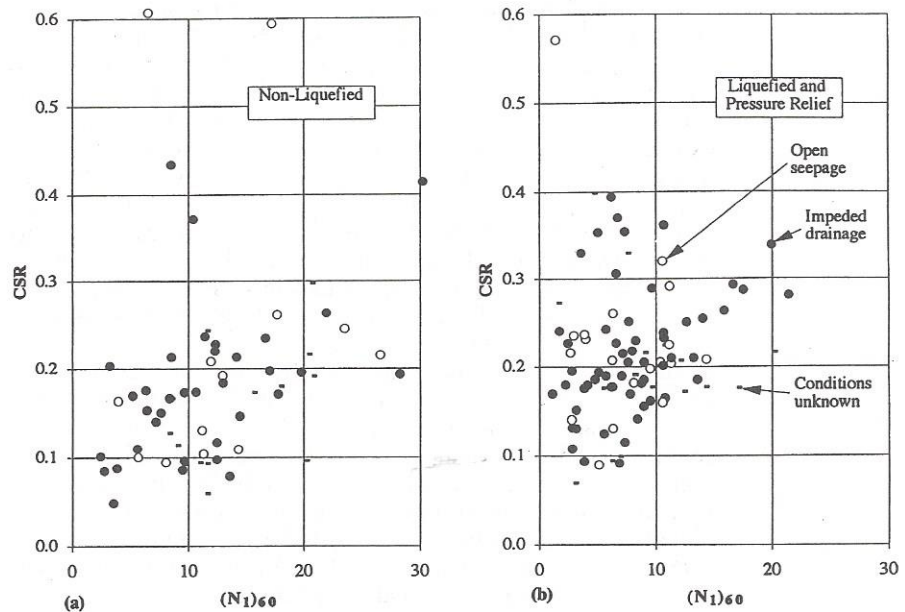 0.6
0.5
0.4
0.3
0.2
0.1
0.0
CSR
Non-Liquefied
0
10
20
30
(a)
(N1)60
0.6
0.5
0.4
0.3
0.2
0.1
0.0
CSR
Liquefied and
Pressure Relief
Open
seepage
Impeded
drainage
Conditions
unknown
0
10
20
30
(b)
(N1)60